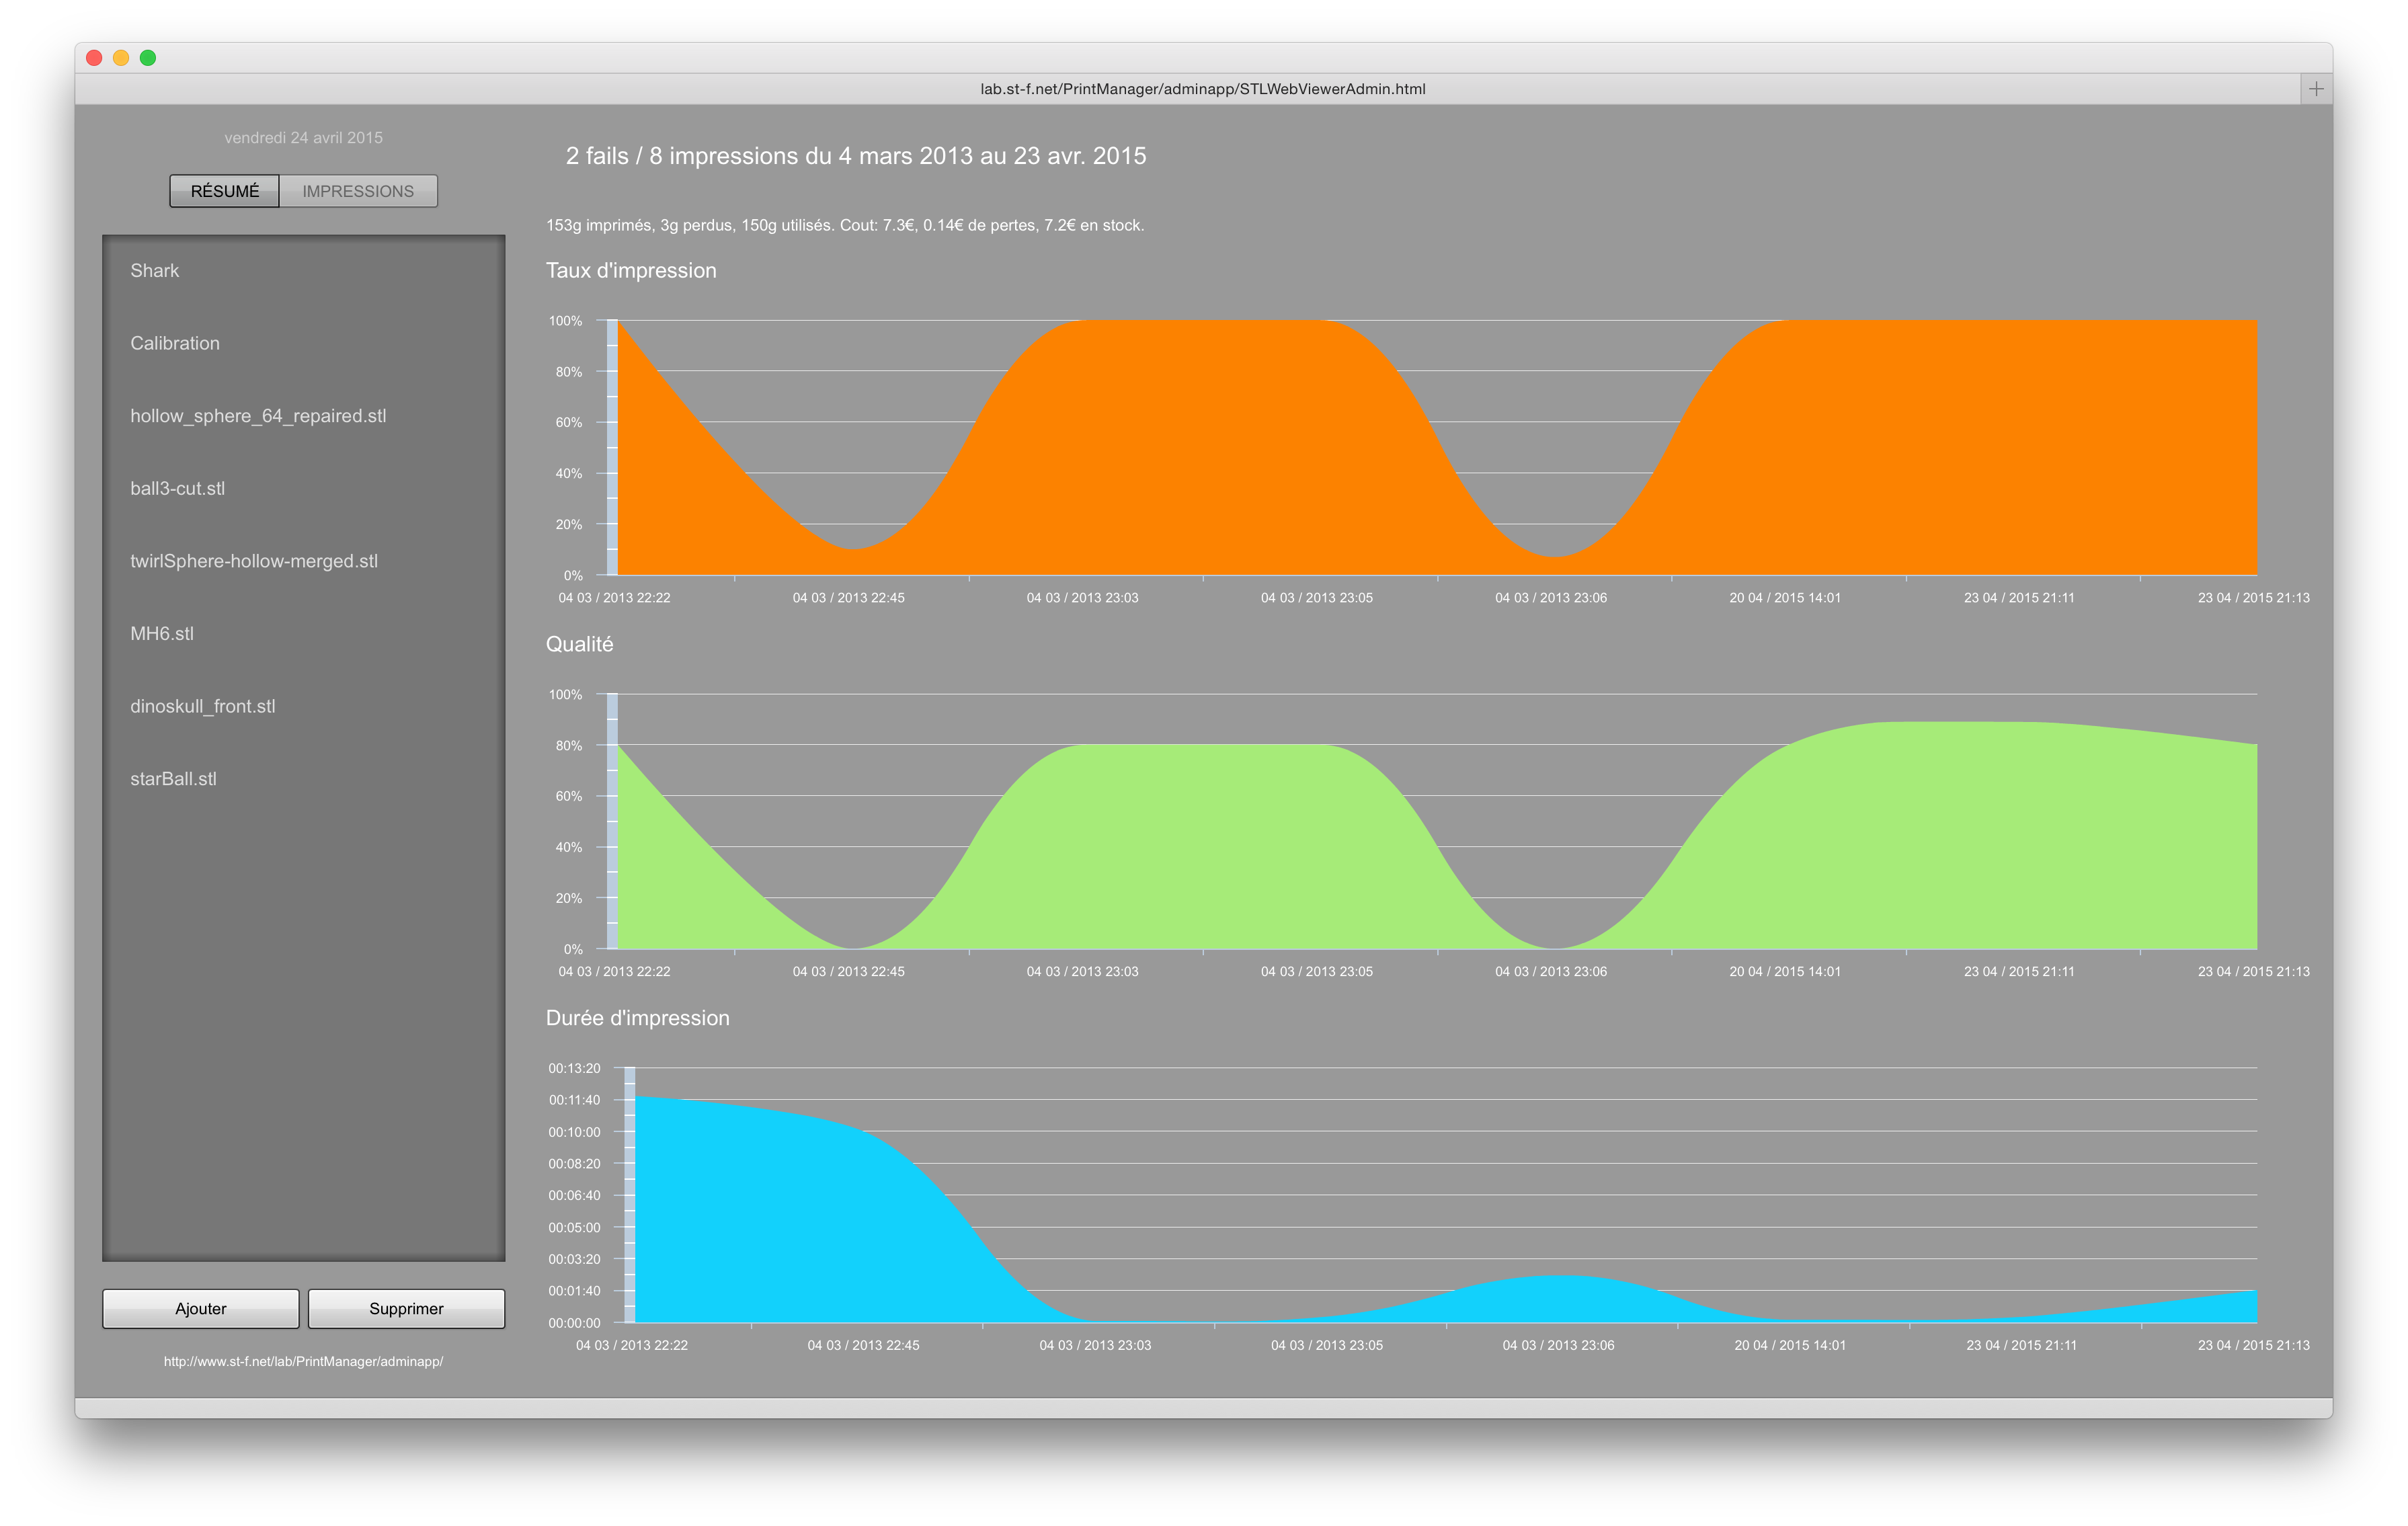 lab.st-f.net/PrintManager/adminapp/STLWebViewerAdmin.html
vendredi 24 avril 2015
RÉSUMÉ IMPRESSIONS
Shark
Calibration
hollow_sphere_64_repaired.stl
ball3-cut.stl
twirlSphere-hollow-merged.stl
MH6.stl
dinoskull_front.stl
starBall.stl
Ajouter Supprimer
http://www.st-f.net/lab/PrintManager/adminapp/
2 fails / 8 impressions du 4 mars 2013 au 23 avr. 2015
153g imprimés, 3g perdus, 150g utilisés. Cout: 7.3€, 0.14€ de pertes, 7.2€ en stock.
Taux d'impression
100%
80%
60%
40%
20%
0%
04 03 / 2013 22:22 04 03 / 2013 22:45 04 03 / 2013 23:03 04 03 / 2013 23:05 04 03 / 2013 23:06 20 04 / 2015 14:01 23 04 / 2015 21:11 23 04 / 2015 21:13
Qualité
100%
80%
60%
40%
20%
0%
04 03 / 2013 22:22 04 03 / 2013 22:45 04 03 / 2013 23:03 04 03 / 2013 23:05 04 03 / 2013 23:06 20 04 / 2015 14:01 23 04 / 2015 21:11 23 04 / 2015 21:13
Durée d'impression
00:13:20
00:11:40
00:10:00
00:08:20
00:06:40
00:05:00
00:03:20
00:01:40
00:00:00
04 03 / 2013 22:22 04 03 / 2013 22:45 04 03 / 2013 23:03 04 03 / 2013 23:05 04 03 / 2013 23:06 20 04 / 2015 14:01 23 04 / 2015 21:11 23 04 / 2015 21:13